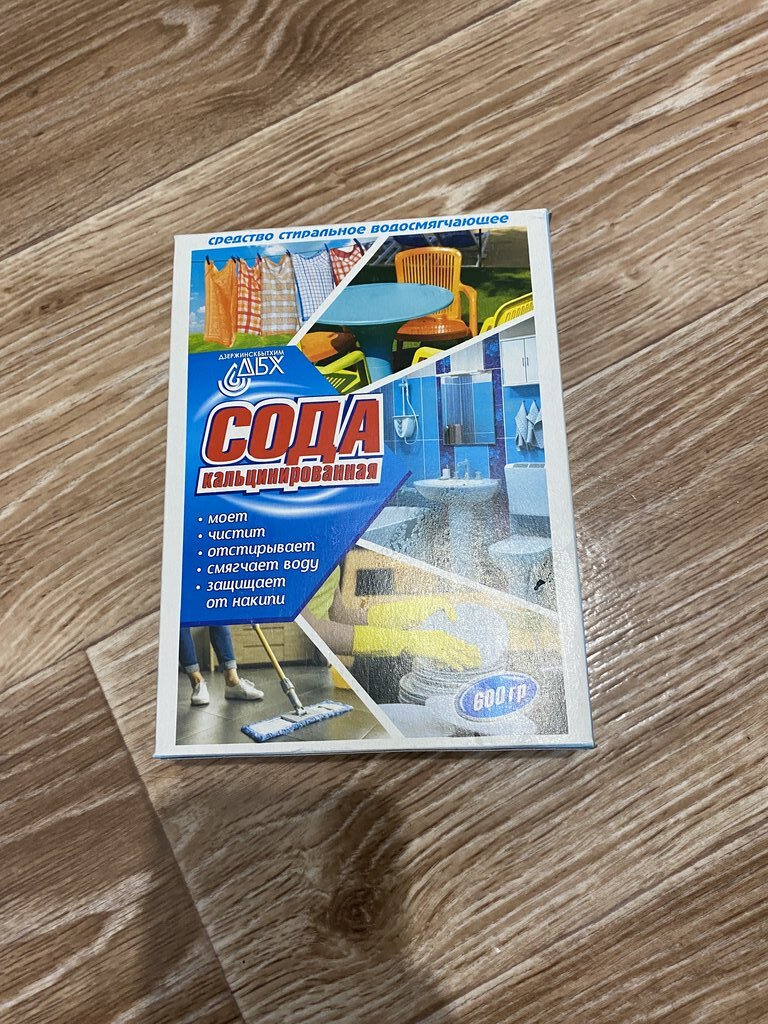 средство стиральное водосмягчающее
ДЗЕРЖИНСКБЫТХИМ
ДБХ
СОДА
кальцинированная
• моет
• чистит
• отстирывает
• смягчает воду
• защищает
от накипи
600 гр